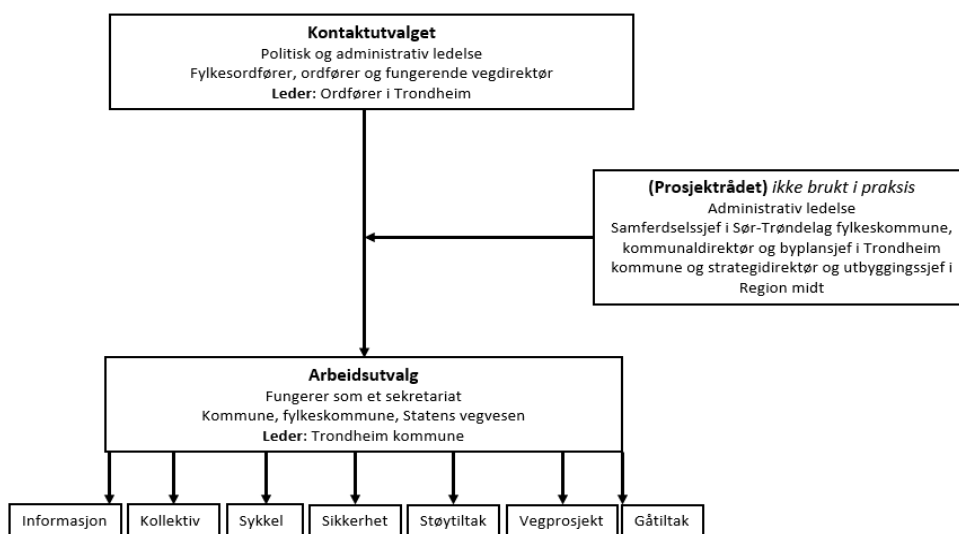 Kontaktutvalget
Politisk og administrativ ledelse
Fylkesordfører, ordfører og fungerende vegdirektør
Leder: Ordfører i Trondheim
(Prosjektrådet) ikke brukt i praksis
Administrativ ledelse
Samferdselssjef i Sør-Trøndelag fylkeskommune,
kommunaldirektør og byplansjef i Trondheim
kommune og strategidirektør og utbyggingssjef i
Region midt
Arbeidsutvalg
Fungerer som et sekretariat
Kommune, fylkeskommune, Statens vegvesen
Leder: Trondheim kommune
Informasjon
Kollektiv
Sykkel
Sikkerhet
Støytiltak
Vegprosjekt
Gåtiltak